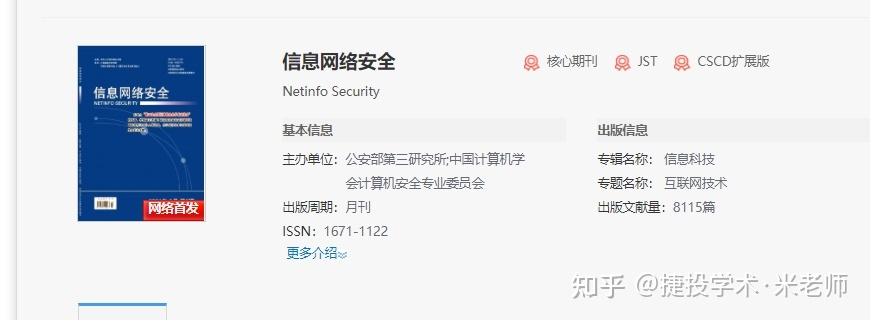 信息网络安全
核心期刊
JST
CSCD扩展版
Netinfo Security
信息网络安全
NETINFO SECURITY
网络首发
基本信息
主办单位：公安部第三研究所;中国计算机学
会计算机安全专业委员会
出版周期：月刊
ISSN：1671-1122
更多介绍
出版信息
专辑名称：信息科技
专题名称：互联网技术
出版文献量：8115篇
知乎 @捷投学术·米老师